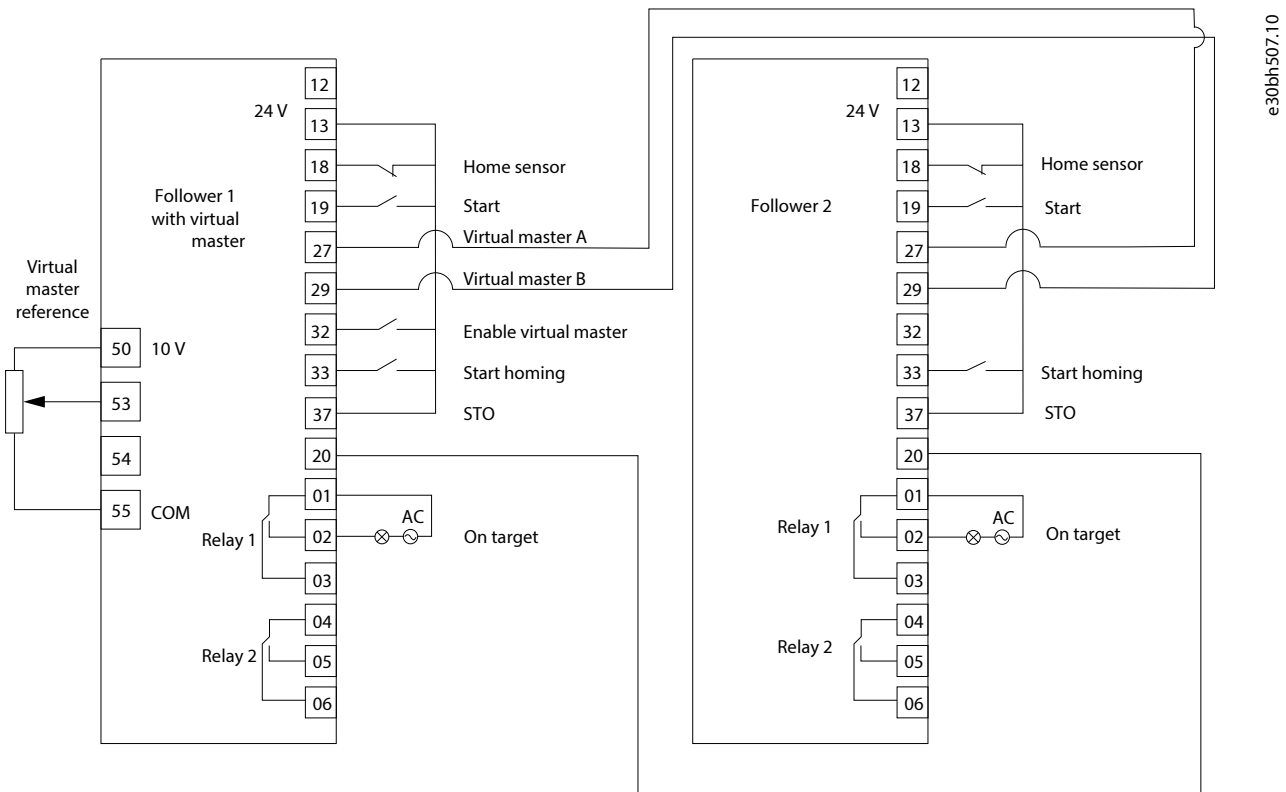 e30bh507.10
Follower 1
with virtual
master
Virtual
master
reference
50
10 V
53
54
55
COM
24 V
12
13
18
Home sensor
19
Start
27
Virtual master A
29
Virtual master B
32
Enable virtual master
33
Start homing
37
STO
20
01
Relay 1
02
AC
On target
03
04
Relay 2
05
06
Follower 2
24 V
12
13
18
Home sensor
19
Start
27
29
32
33
Start homing
37
STO
20
01
Relay 1
02
AC
On target
03
04
Relay 2
05
06